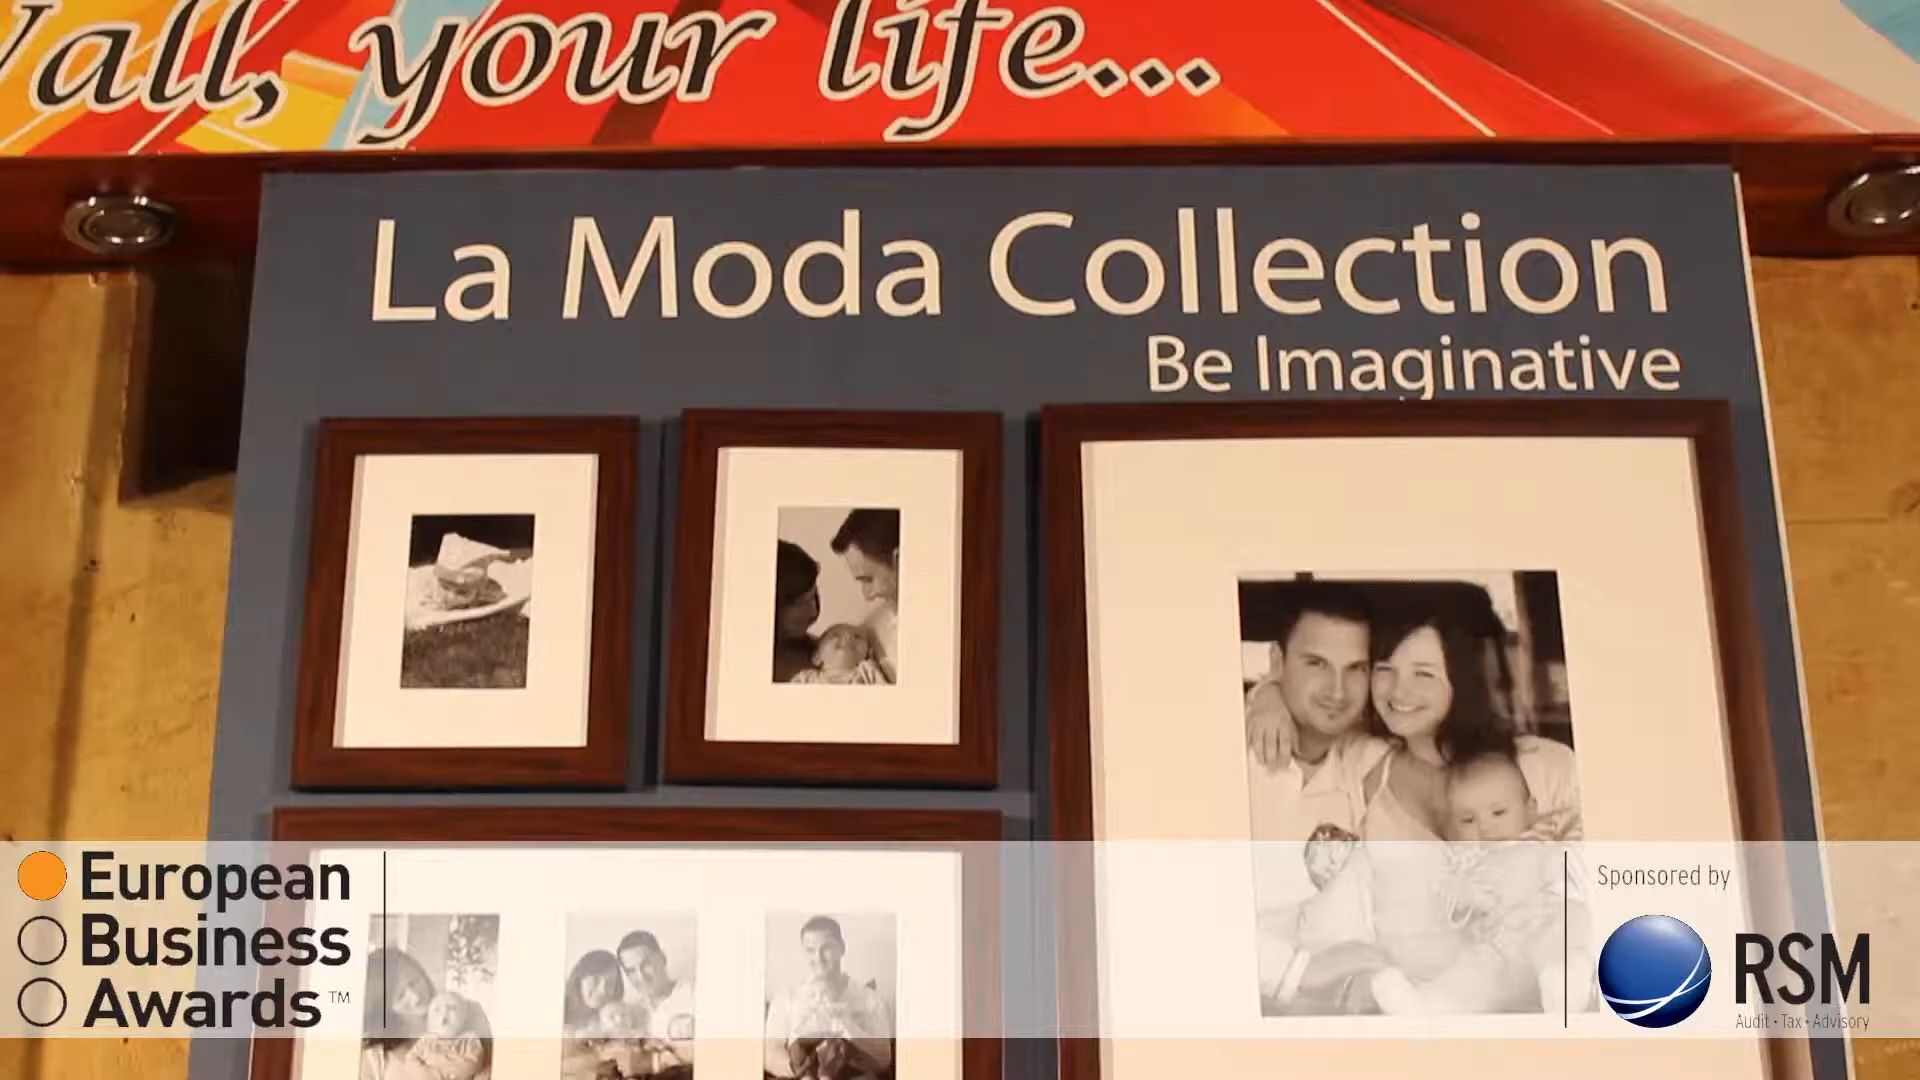 all, your life...
La Moda Collection
Be Imaginative
European
Business
Awards™
Sponsored by
RSM
Audit • Tax • Advisory